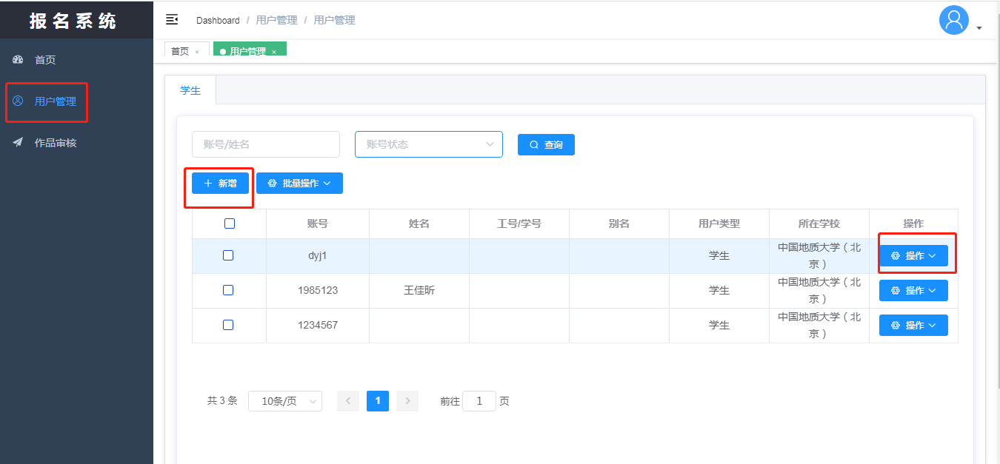 报名系统
Dashboard / 用户管理 / 用户管理
首页 ×
用户管理 ×
首页
用户管理
作品审核
学生
账号/姓名
账号状态
查询
新增
批量操作
账号 姓名 工号/学号 别名 用户类型 所在学校 操作
dyj1 学生 中国地质大学（北
京） 操作
1985123 王佳昕 学生 中国地质大学（北
京） 操作
1234567 学生 中国地质大学（北
京） 操作
共 3 条 10条/页 1 前往 1 页